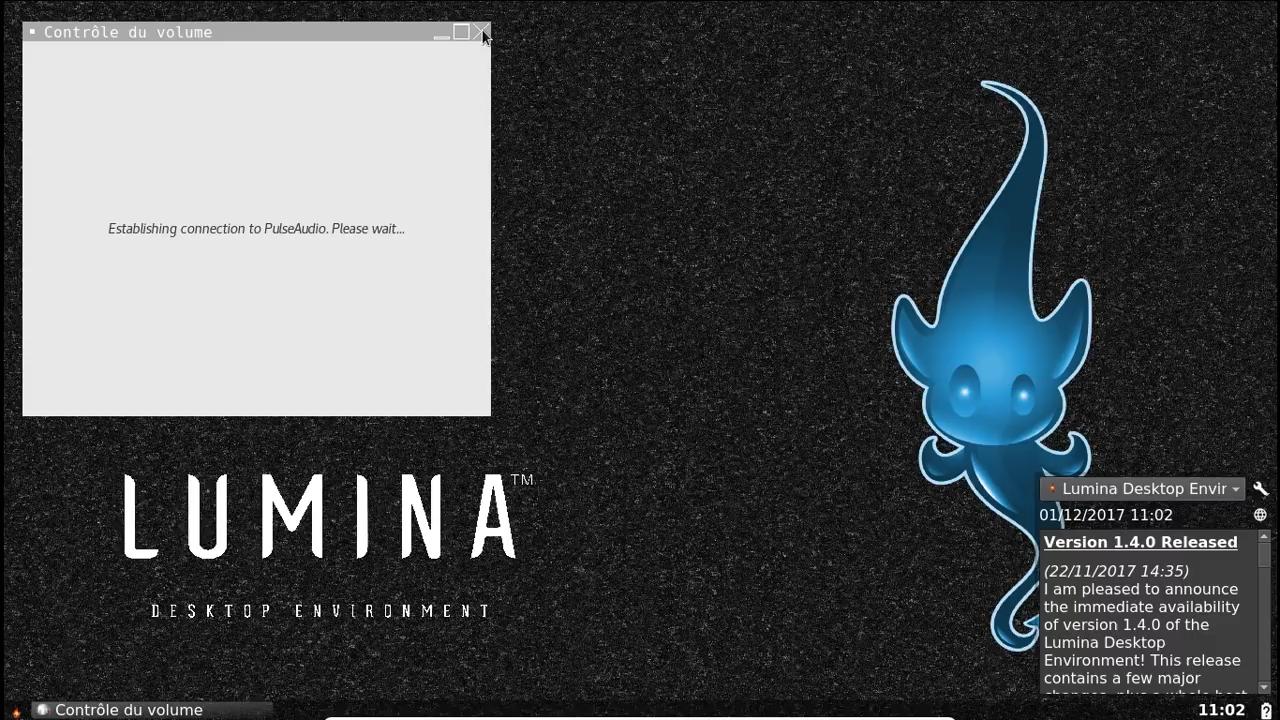 Contrôle du volume
Establishing connection to PulseAudio. Please wait...
LUMINA™
DESKTOP ENVIRONMENT
Lumina Desktop Envir
01/12/2017 11:02
Version 1.4.0 Released
(22/11/2017 14:35)
I am pleased to announce
the immediate availability
of version 1.4.0 of the
Lumina Desktop
Environment! This release
contains a few major
Contrôle du volume
11:02